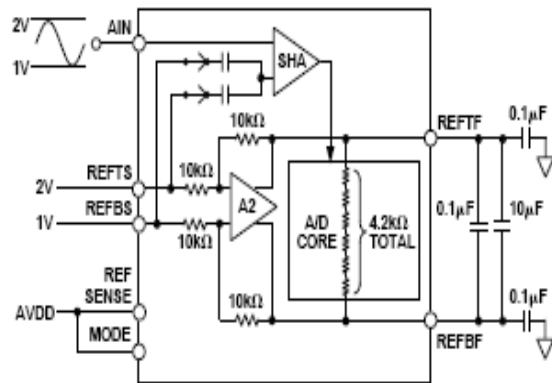 2V
1V
AIN
SHA
10kΩ
REFTF
0.1µF
REFTS
2V
10kΩ
REFBS
1V
10kΩ
A2
A/D
CORE
4.2kΩ
TOTAL
0.1µF
10µF
REF
SENSE
AVDD
MODE
10kΩ
0.1µF
REFBF